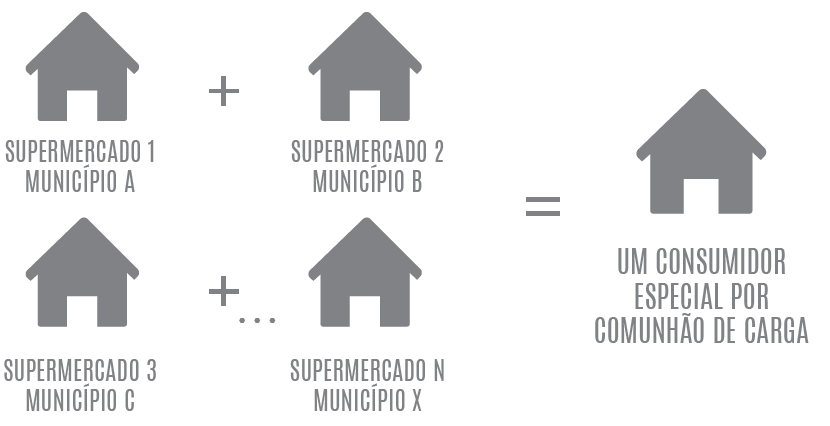 +
SUPERMERCADO 1
MUNICÍPIO A
SUPERMERCADO 2
MUNICÍPIO B
=
UM CONSUMIDOR
ESPECIAL POR
COMUNHÃO DE CARGA
+...
SUPERMERCADO 3
MUNICÍPIO C
SUPERMERCADO N
MUNICÍPIO X